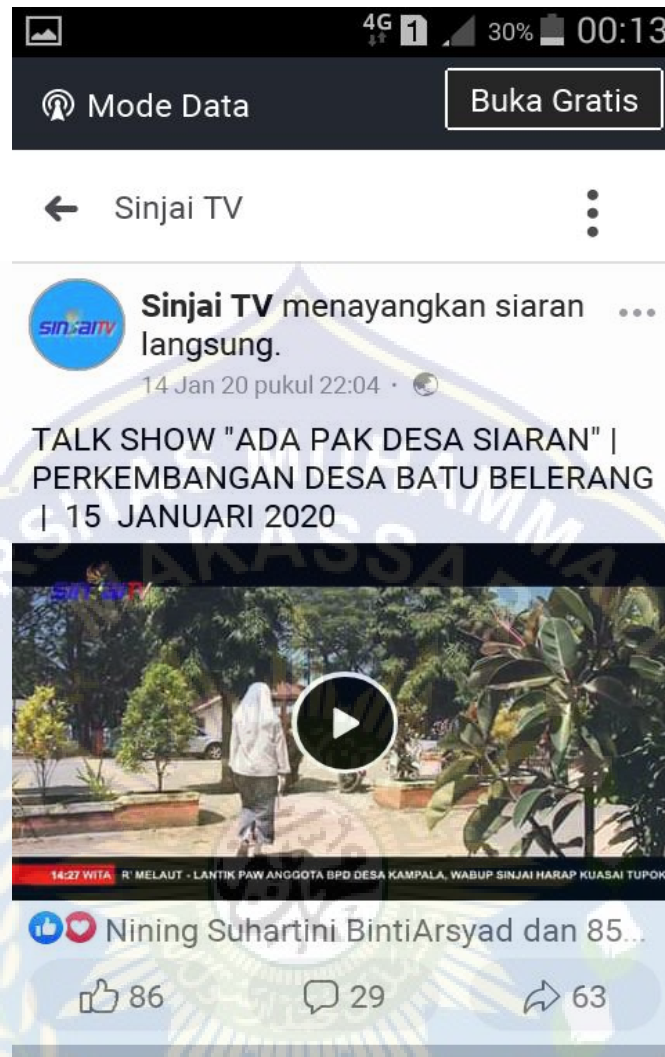 4G 1 30% 00:13
Mode Data
Buka Gratis
Sinjai TV
SINJAITV
Sinjai TV menayangkan siaran
langsung.
14 Jan 20 pukul 22:04 ·
TALK SHOW "ADA PAK DESA SIARAN" |
PERKEMBANGAN DESA BATU BELERANG
| 15 JANUARI 2020
SINJAITV
14:27 WITA R' MELAUT - LANTIK PAW ANGGOTA BPD DESA KAMPALA, WABUP SINJAI HARAP KUASAI TUPOK
Nining Suhartini BintiArsyad dan 85...
86 29 63
MAKASSAR